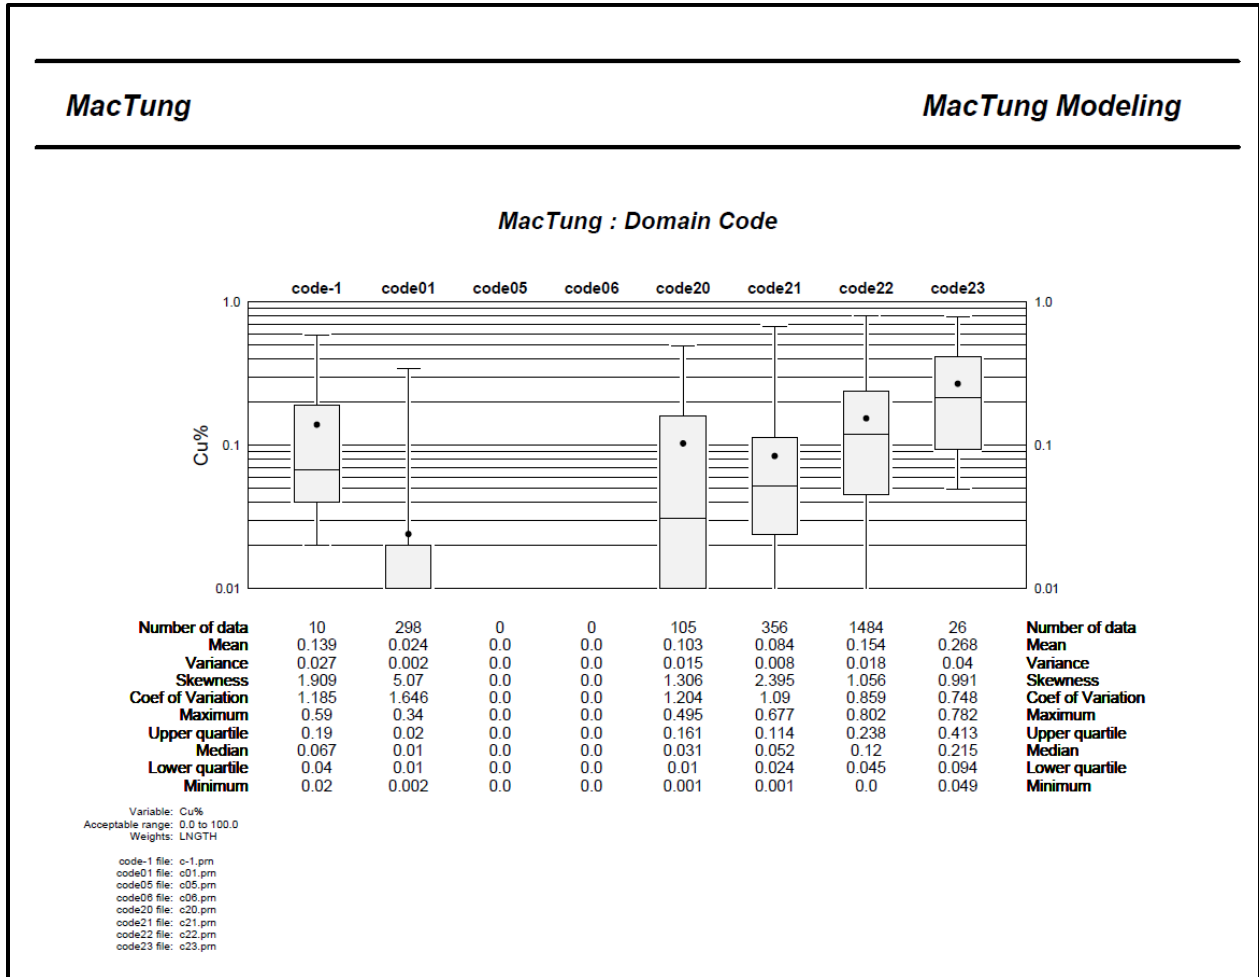 MacTung MacTung Modeling
MacTung : Domain Code
code-1 code01 code05 code06 code20 code21 code22 code23
1.0 1.0
Cu%
0.1 0.1
0.01 0.01
Number of data 10 298 0 0 105 356 1484 26 Number of data
Mean 0.139 0.024 0.0 0.0 0.103 0.084 0.154 0.268 Mean
Variance 0.027 0.002 0.0 0.0 0.015 0.008 0.018 0.04 Variance
Skewness 1.909 5.07 0.0 0.0 1.306 2.395 1.056 0.991 Skewness
Coef of Variation 1.185 1.646 0.0 0.0 1.204 1.09 0.859 0.748 Coef of Variation
Maximum 0.59 0.34 0.0 0.0 0.495 0.677 0.802 0.782 Maximum
Upper quartile 0.19 0.02 0.0 0.0 0.161 0.114 0.238 0.413 Upper quartile
Median 0.067 0.01 0.0 0.0 0.031 0.052 0.12 0.215 Median
Lower quartile 0.04 0.01 0.0 0.0 0.01 0.024 0.045 0.094 Lower quartile
Minimum 0.02 0.002 0.0 0.0 0.001 0.001 0.0 0.049 Minimum
Variable: Cu%
Acceptable range: 0.0 to 100.0
Weights: LNGTH
code-1 file: c-1.prn
code01 file: c01.prn
code05 file: c05.prn
code06 file: c06.prn
code20 file: c20.prn
code21 file: c21.prn
code22 file: c22.prn
code23 file: c23.prn